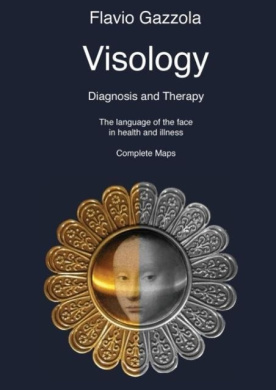 Flavio Gazzola
Visology
Diagnosis and Therapy
The language of the face
in health and illness
Complete Maps